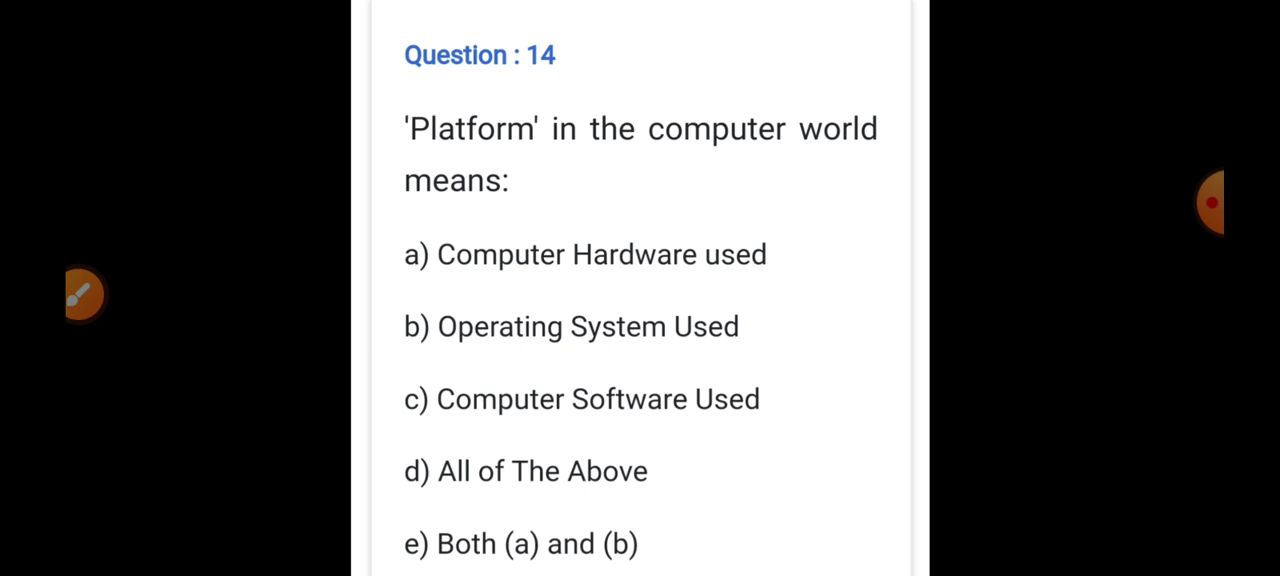 Question : 14
'Platform' in the computer world
means:
a) Computer Hardware used
b) Operating System Used
c) Computer Software Used
d) All of The Above
e) Both (a) and (b)